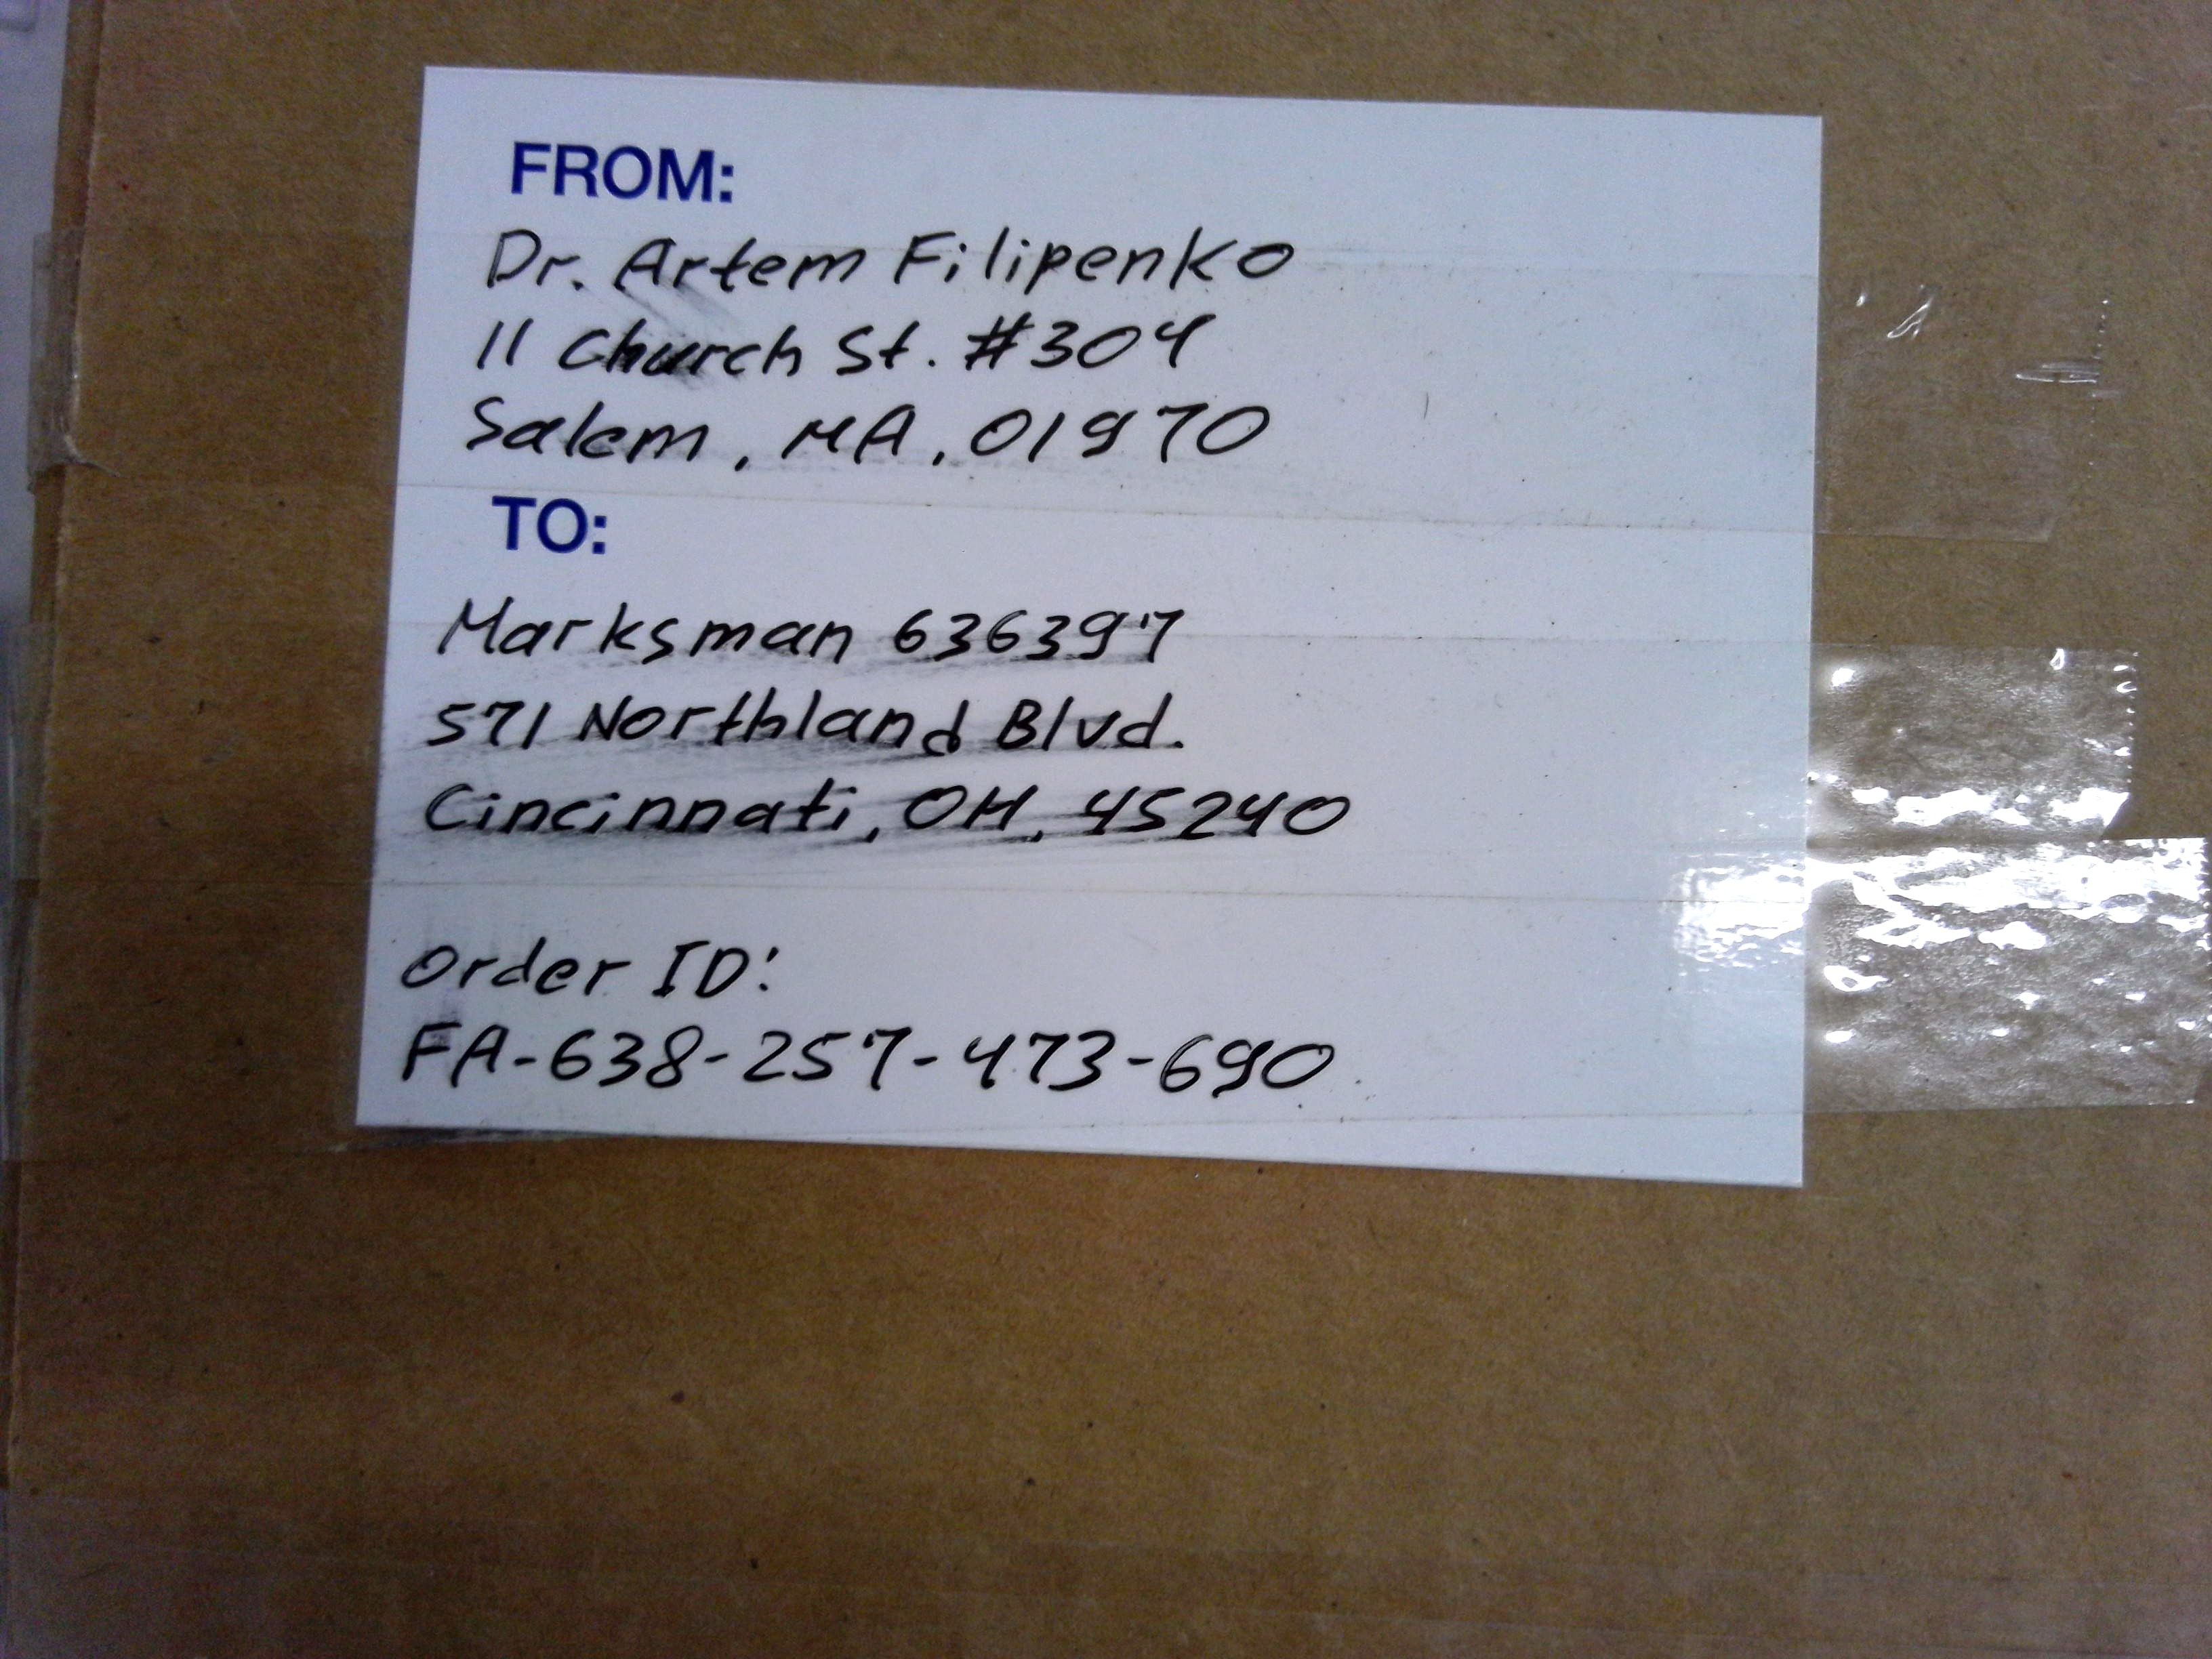 FROM:
Dr. Artem Filipenko
11 Church St. #304
Salem, MA, 01970
TO:
Marksman 636397
571 Northland Blvd.
Cincinnati, OH, 45240
Order ID:
FA-638-257-473-690